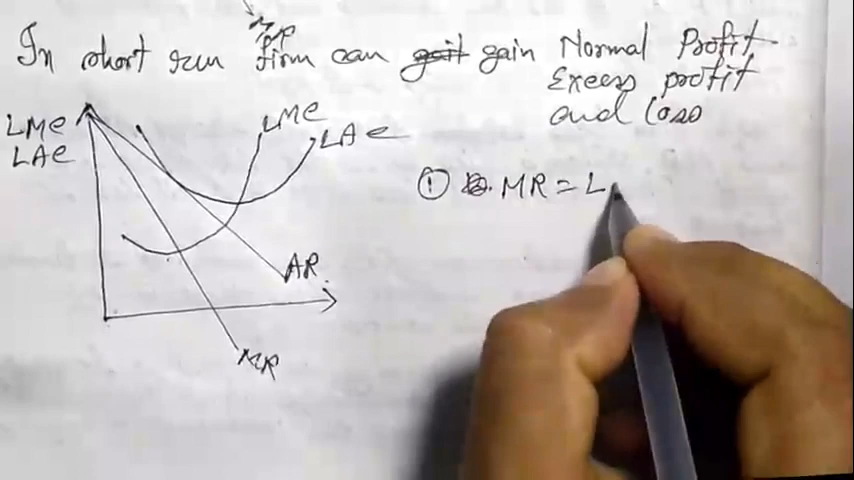 In short run firm can gain Normal Profit
Excess profit
and Loss
LMC
LAC
LMC
LAC
① MR = L
AR
MR